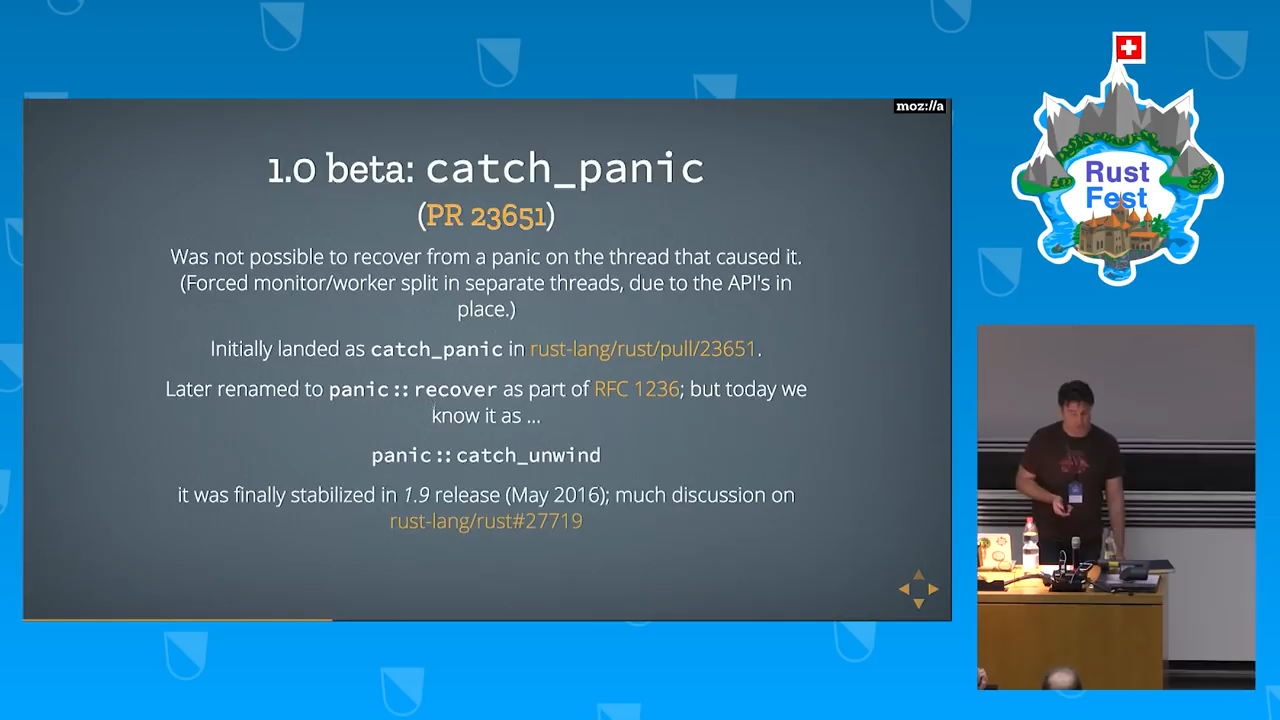 moz://a
1.0 beta: catch_panic
(PR 23651)
Was not possible to recover from a panic on the thread that caused it.
(Forced monitor/worker split in separate threads, due to the API's in
place.)
Initially landed as catch_panic in rust-lang/rust/pull/23651.
Later renamed to panic::recover as part of RFC 1236; but today we
know it as ...
panic::catch_unwind
it was finally stabilized in 1.9 release (May 2016); much discussion on
rust-lang/rust#27719
Rust
Fest